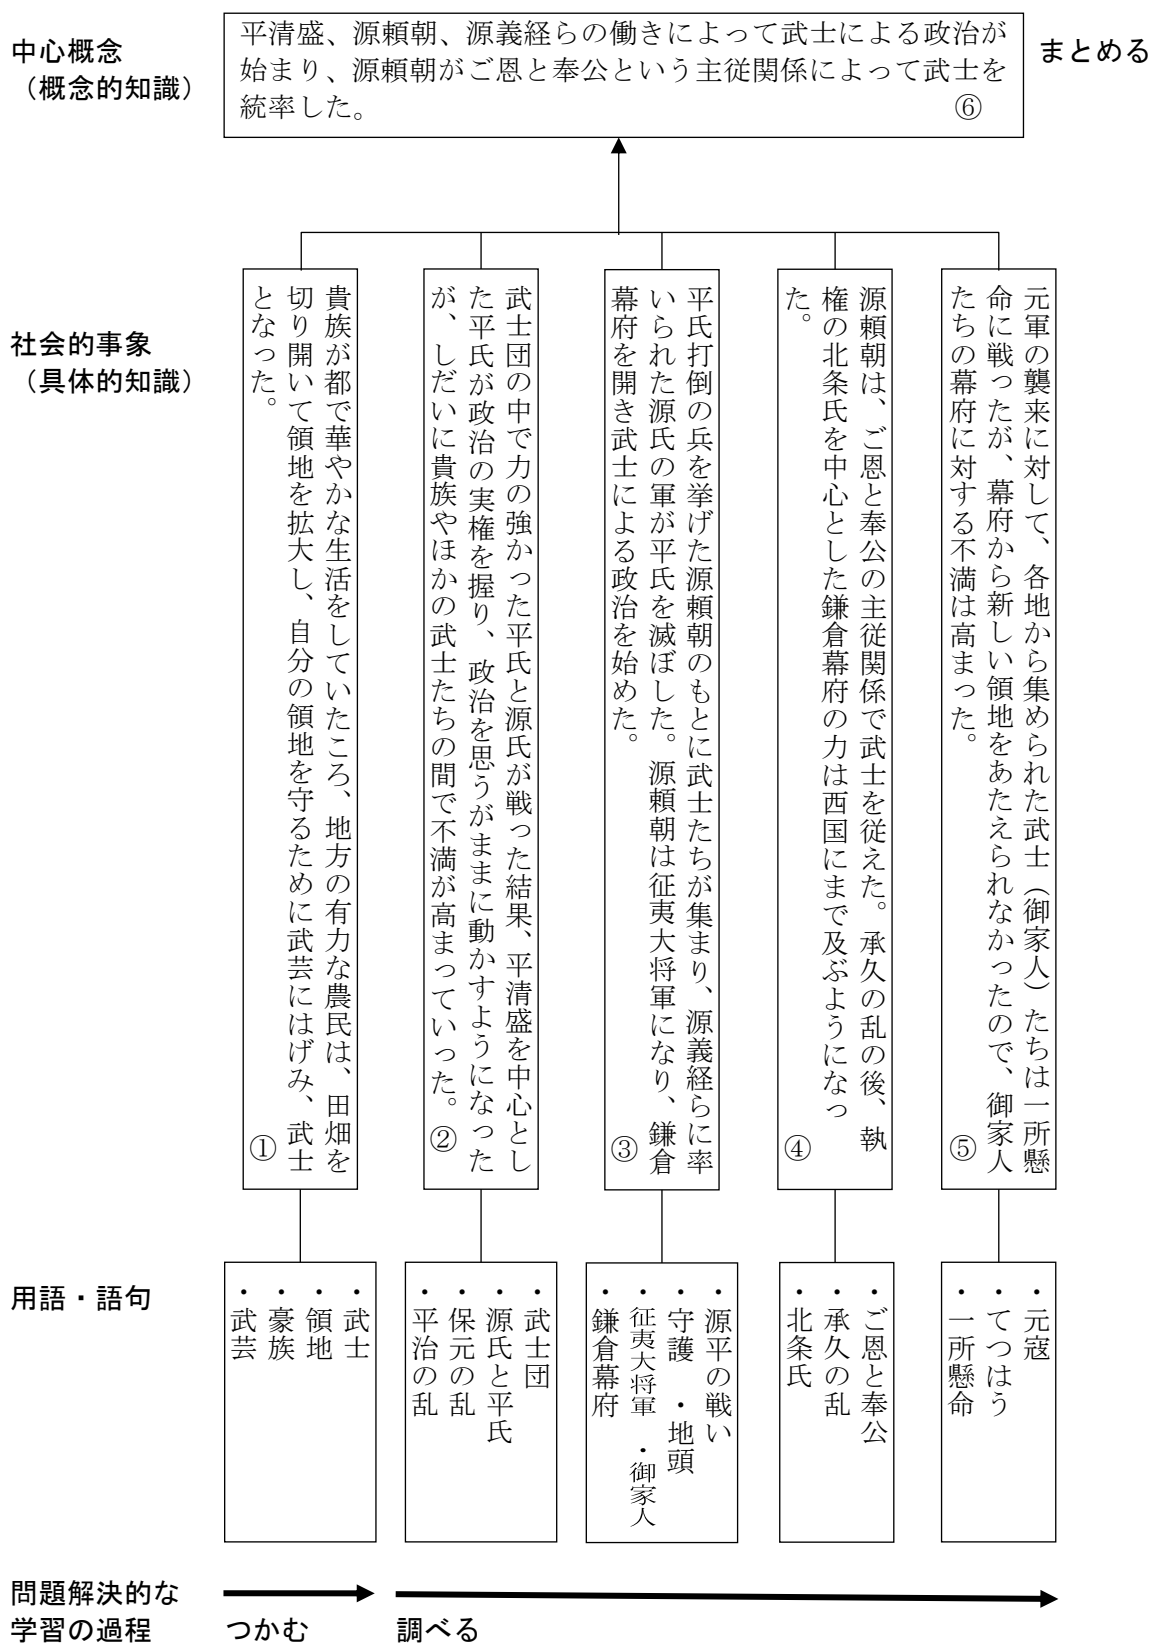 中心概念
（概念的知識）
平清盛、源頼朝、源義経らの働きによって武士による政治が
始まり、源頼朝がご恩と奉公という主従関係によって武士を
統率した。 ⑥
まとめる
社会的事象
（具体的知識）
貴族が都で華やかな生活をしていたころ、地方の有力な農民は、田畑を
切り開いて領地を拡大し、自分の領地を守るために武芸にはげみ、武士
となった。 ①
武士団の中で力の強かった平氏と源氏が戦った結果、平清盛を中心とし
た平氏が政治の実権を握り、政治を思うがままに動かすようになった
が、しだいに貴族やほかの武士たちの間で不満が高まっていった。 ②
平氏打倒の兵を挙げた源頼朝のもとに武士たちが集まり、源義経らに率
いられた源氏の軍が平氏を滅ぼした。源頼朝は征夷大将軍になり、鎌倉
幕府を開き武士による政治を始めた。 ③
源頼朝は、ご恩と奉公の主従関係で武士を従えた。承久の乱の後、執
権の北条氏を中心とした鎌倉幕府の力は西国にまで及ぶようになっ
た。 ④
元軍の襲来に対して、各地から集められた武士（御家人）たちは一所懸
命に戦ったが、幕府から新しい領地をあたえられなかったので、御家人
たちの幕府に対する不満は高まった。 ⑤
用語・語句
・武士
・領地
・豪族
・武芸
・武士団
・源氏と平氏
・保元の乱
・平治の乱
・源平の戦い
・守護 ・地頭
・征夷大将軍 ・御家人
・鎌倉幕府
・ご恩と奉公
・承久の乱
・北条氏
・元寇
・てつはう
・一所懸命
問題解決的な
学習の過程
つかむ
調べる